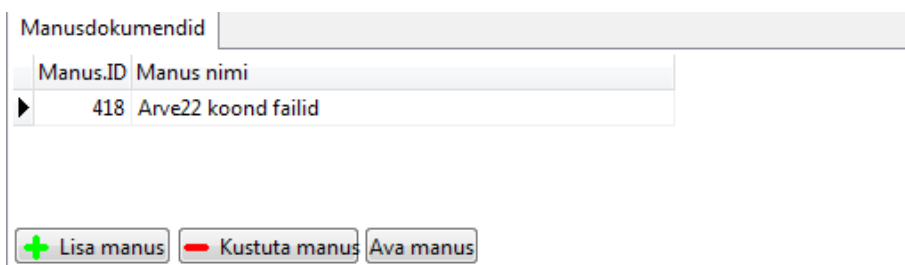 Manusdokumendid
Manus.ID Manus nimi
418 Arve22 koond failid
Lisa manus Kustuta manus Ava manus